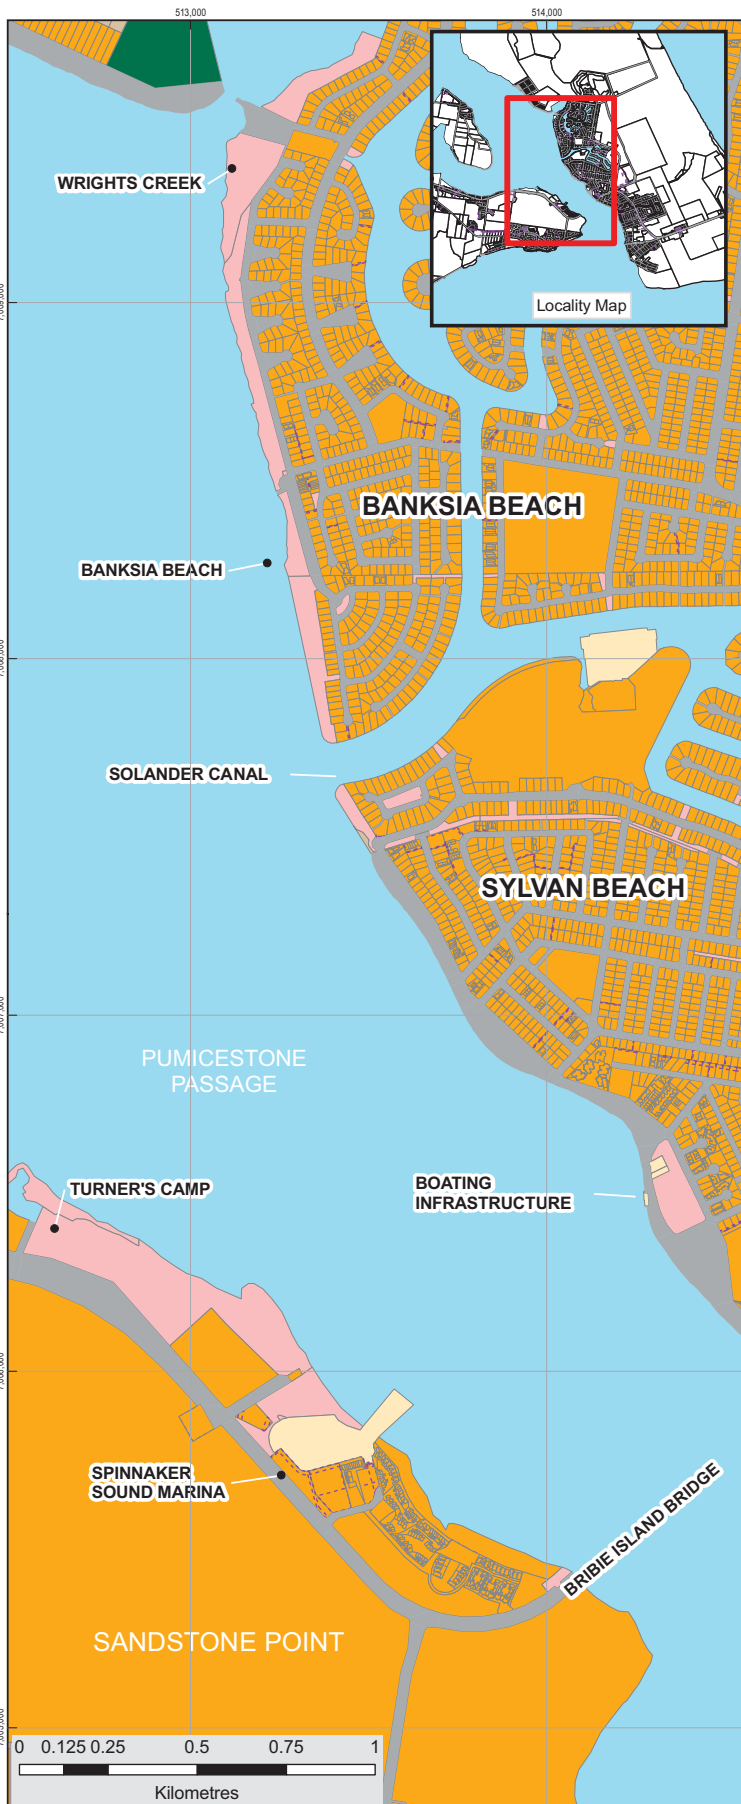 513,000
514,000
WRIGHTS CREEK
Locality Map
BANKSIA BEACH
BANKSIA BEACH
SOLANDER CANAL
SYLVAN BEACH
PUMICESTONE
PASSAGE
TURNER'S CAMP
BOATING
INFRASTRUCTURE
SPINNAKER
SOUND MARINA
BRIBIE ISLAND BRIDGE
SANDSTONE POINT
0 0.125 0.25 0.5 0.75 1
Kilometres